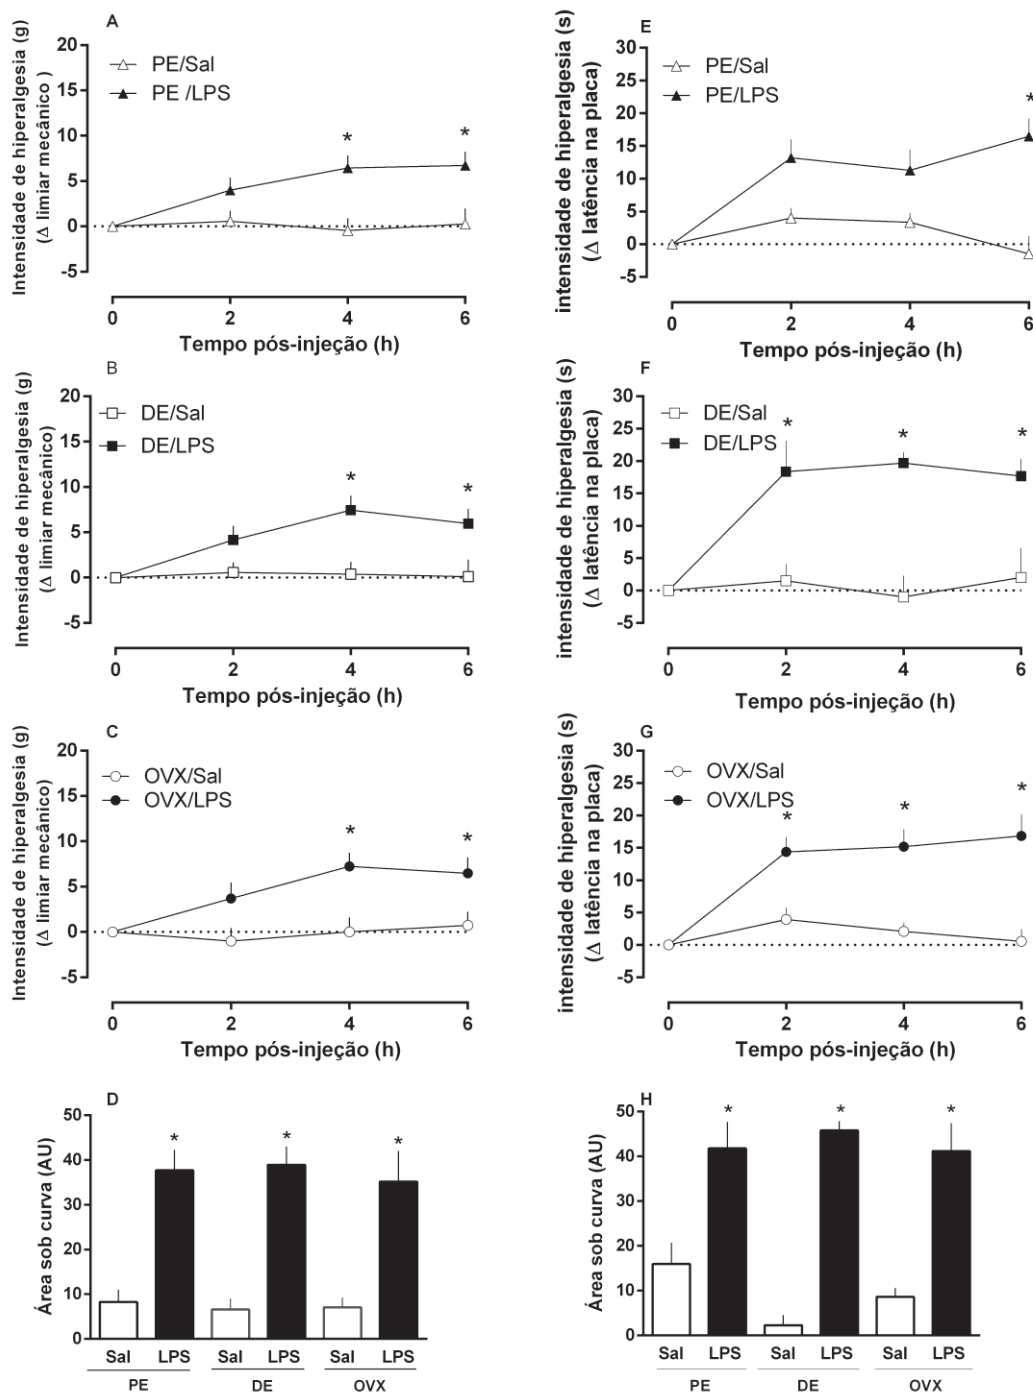 A
Intensidade de hiperalgesia (g)
(Δ limiar mecânico )
20
15
10
5
0
-5
PE/Sal
PE /LPS
*
*
0 2 4 6
Tempo pós-injeção (h)
E
intensidade de hiperalgesia (s)
(Δ latência na placa)
30
25
20
15
10
5
0
-5
PE/Sal
PE/LPS
*
0 2 4 6
Tempo pós-injeção (h)
B
Intensidade de hiperalgesia (g)
(Δ limiar mecânico)
20
15
10
5
0
-5
DE/Sal
DE/LPS
*
*
0 2 4 6
Tempo pós-injeção (h)
F
intensidade de hiperalgesia (s)
(Δ latência na placa)
30
25
20
15
10
5
0
-5
DE/Sal
DE/LPS
*
*
*
0 2 4 6
Tempo pós-injeção (h)
C
Intensidade de hiperalgesia (g)
(Δ limiar mecânico)
20
15
10
5
0
-5
OVX/Sal
OVX/LPS
*
*
0 2 4 6
Tempo pós-injeção (h)
G
intensidade de hiperalgesia (s)
(Δ latência na placa)
30
25
20
15
10
5
0
-5
OVX/Sal
OVX/LPS
*
*
*
0 2 4 6
Tempo pós-injeção (h)
D
Área sob curva (AU)
50
40
30
20
10
0
* * *
Sal LPS Sal LPS Sal LPS
PE DE OVX
H
Área sob curva (AU)
50
40
30
20
10
0
* * *
Sal LPS Sal LPS Sal LPS
PE DE OVX